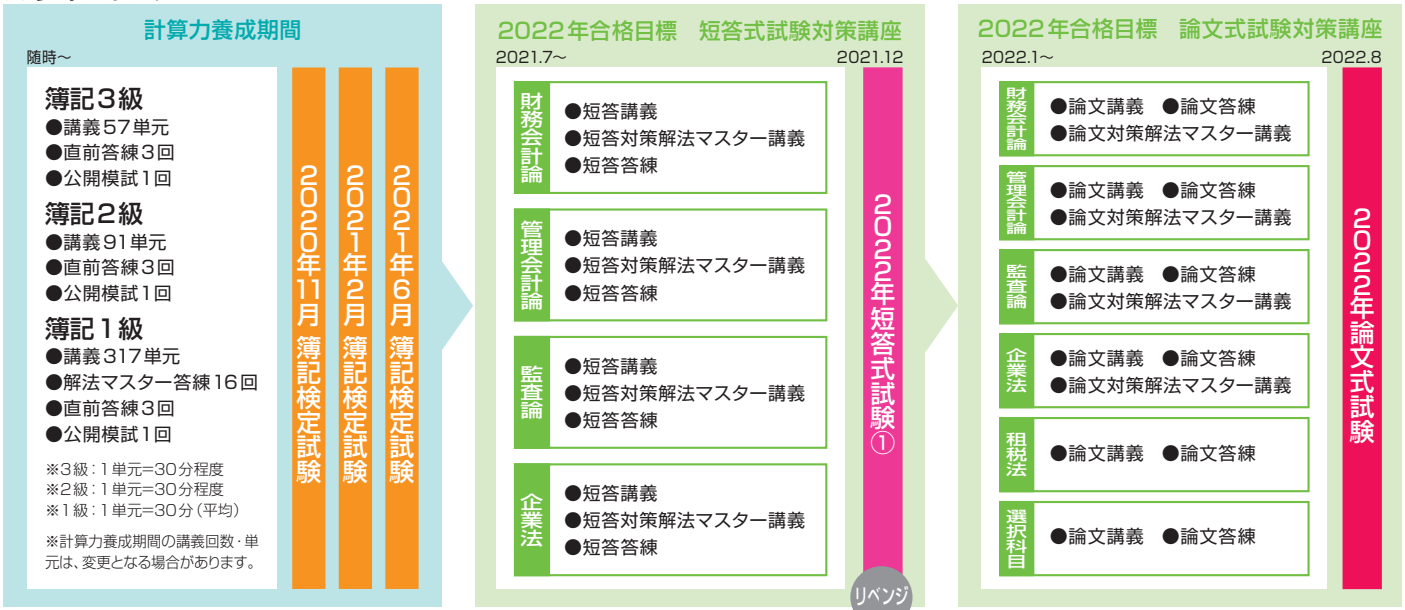 計算力養成期間
随時～
簿記3級
●講義57単元
●直前答練3回
●公開模試1回
簿記2級
●講義91単元
●直前答練3回
●公開模試1回
簿記1級
●講義317単元
●解法マスター答練16回
●直前答練3回
●公開模試1回
※3級：1単元=30分程度
※2級：1単元=30分程度
※1級：1単元=30分（平均）
※計算力養成期間の講義回数・単
元は、変更となる場合があります。
2020年11月 簿記検定試験
2021年2月 簿記検定試験
2021年6月 簿記検定試験
2022年合格目標　短答式試験対策講座
2021.7～
2021.12
財務会計論
●短答講義
●短答対策解法マスター講義
●短答答練
管理会計論
●短答講義
●短答対策解法マスター講義
●短答答練
監査論
●短答講義
●短答対策解法マスター講義
●短答答練
企業法
●短答講義
●短答対策解法マスター講義
●短答答練
2022年短答式試験①
リベンジ
2022年合格目標　論文式試験対策講座
2022.1～
2022.8
財務会計論
●論文講義　●論文答練
●論文対策解法マスター講義
管理会計論
●論文講義　●論文答練
●論文対策解法マスター講義
監査論
●論文講義　●論文答練
●論文対策解法マスター講義
企業法
●論文講義　●論文答練
●論文対策解法マスター講義
租税法
●論文講義　●論文答練
選択科目
●論文講義　●論文答練
2022年論文式試験